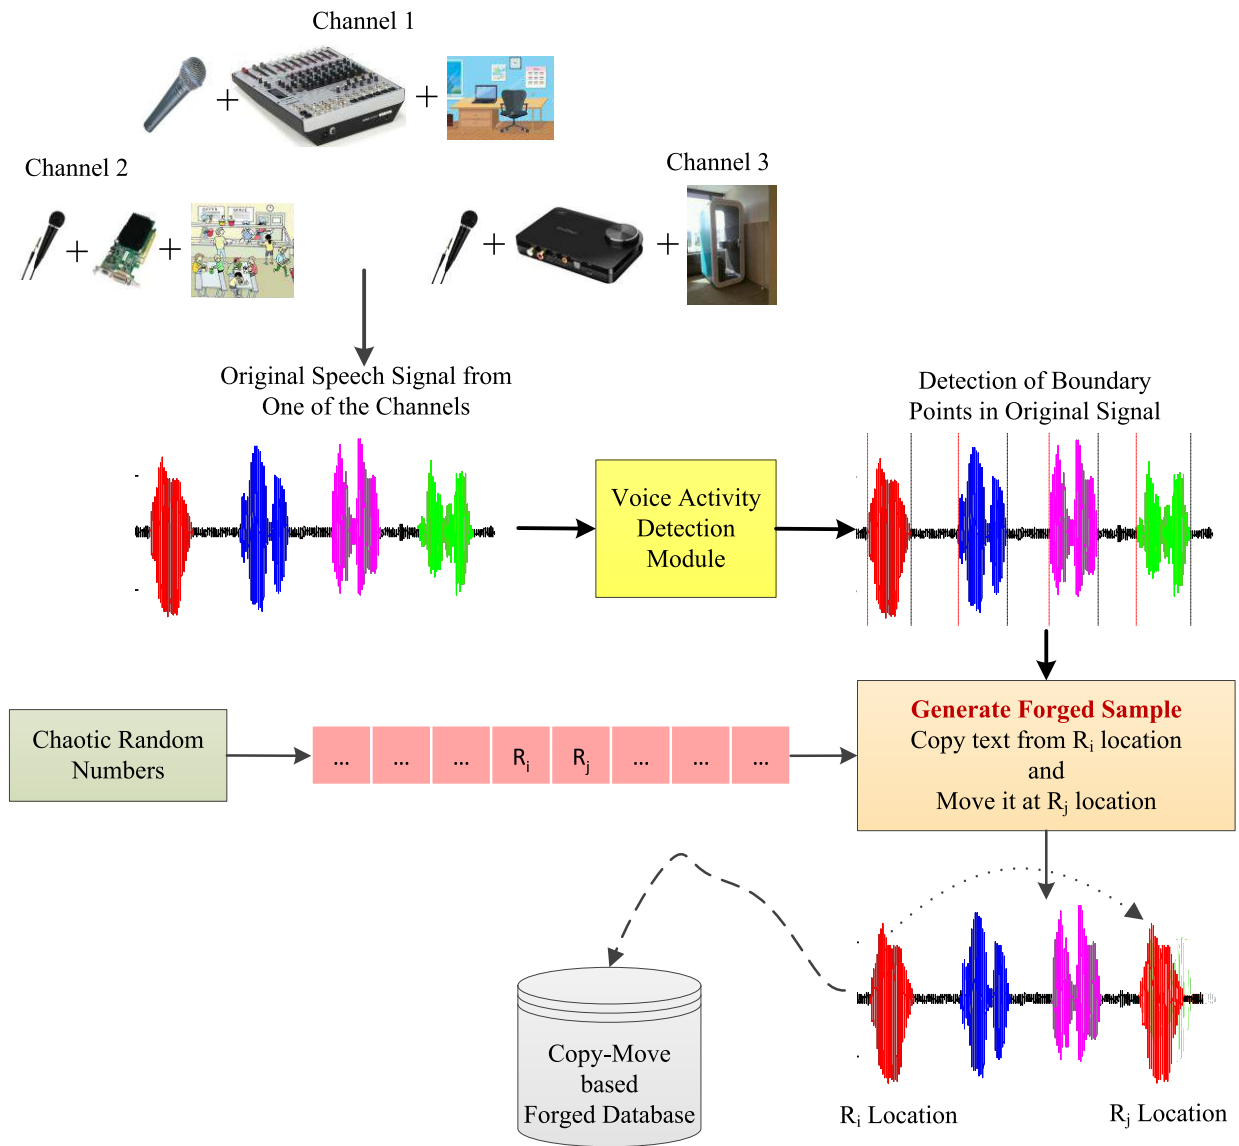 Channel 1
Channel 2
Channel 3
Original Speech Signal from
One of the Channels
Detection of Boundary
Points in Original Signal
Voice Activity
Detection
Module
Chaotic Random
Numbers
... ... ... Ri Rj ... ... ...
Generate Forged Sample
Copy text from Ri location
and
Move it at Rj location
Copy-Move
based
Forged Database
Ri Location
Rj Location